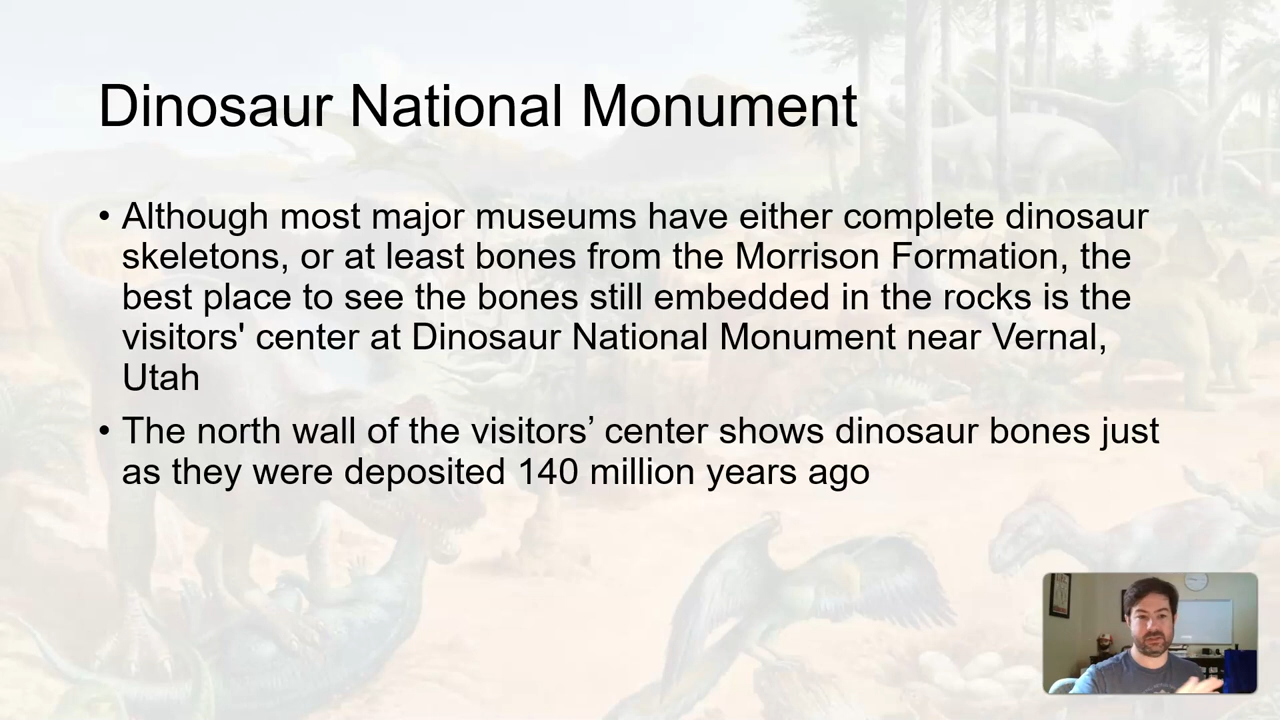 Dinosaur National Monument
• Although most major museums have either complete dinosaur
skeletons, or at least bones from the Morrison Formation, the
best place to see the bones still embedded in the rocks is the
visitors' center at Dinosaur National Monument near Vernal,
Utah
• The north wall of the visitors’ center shows dinosaur bones just
as they were deposited 140 million years ago